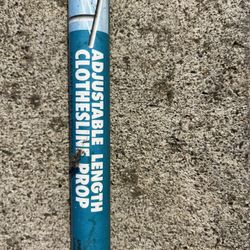 ADJUSTABLE LENGTH
CLOTHESLINE PROP